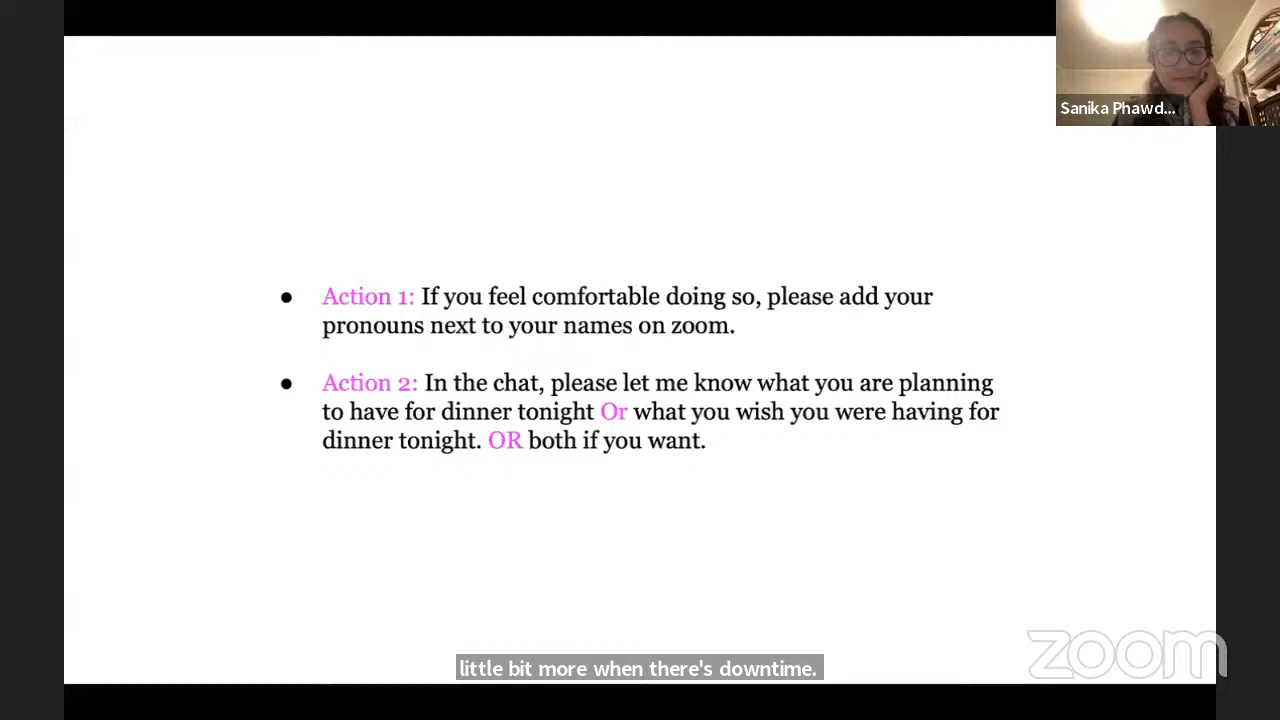 Sanika Phawd...
● Action 1: If you feel comfortable doing so, please add your
pronouns next to your names on zoom.
● Action 2: In the chat, please let me know what you are planning
to have for dinner tonight Or what you wish you were having for
dinner tonight. OR both if you want.
little bit more when there's downtime.
zoom